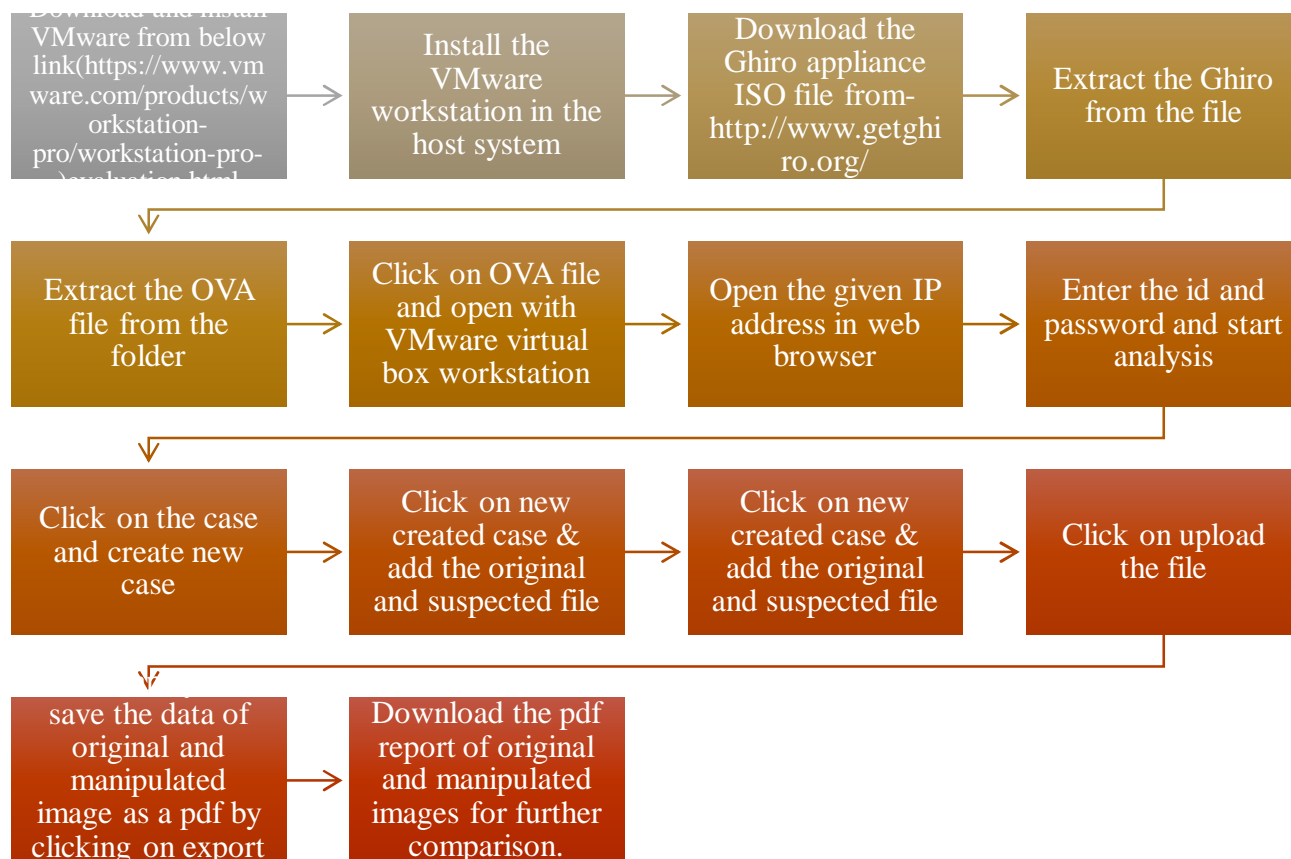 Download and install
VMware from below
link(https://www.vm
ware.com/products/w
orkstation-
pro/workstation-pro-
)evaluation.html
Install the
VMware
workstation in the
host system
Download the
Ghiro appliance
ISO file from-
http://www.getghi
ro.org/
Extract the Ghiro
from the file
Extract the OVA
file from the
folder
Click on OVA file
and open with
VMware virtual
box workstation
Open the given IP
address in web
browser
Enter the id and
password and start
analysis
Click on the case
and create new
case
Click on new
created case &
add the original
and suspected file
Click on new
created case &
add the original
and suspected file
Click on upload
the file
save the data of
original and
manipulated
image as a pdf by
clicking on export
Download the pdf
report of original
and manipulated
images for further
comparison.